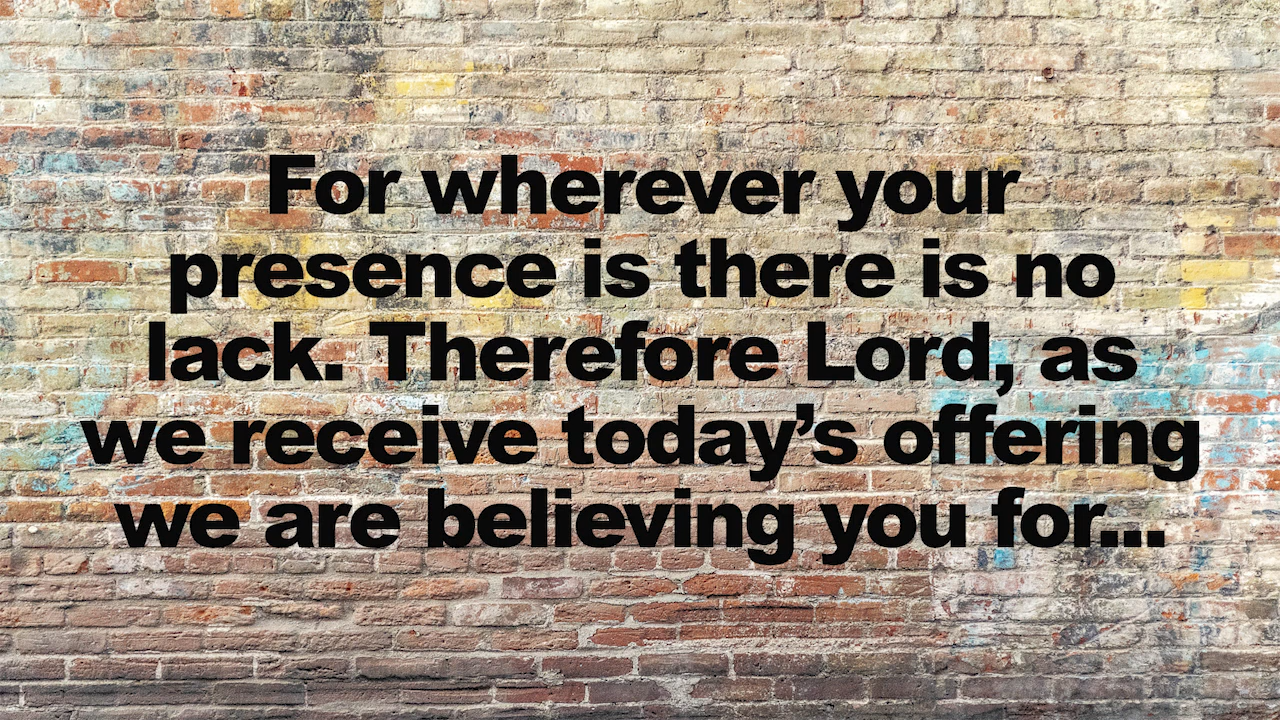 For wherever your
presence is there is no
lack. Therefore Lord, as
we receive today’s offering
we are believing you for...